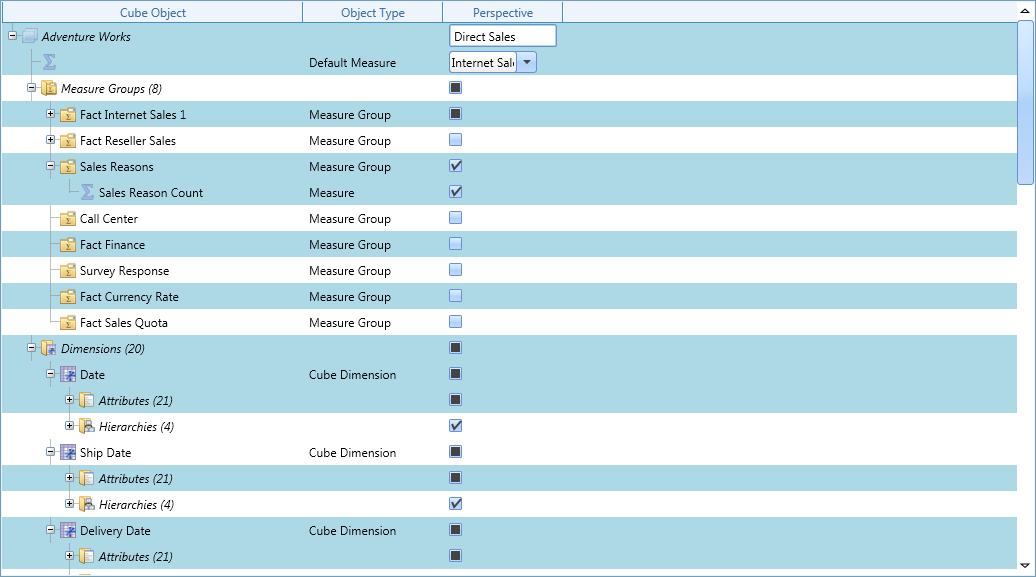 Cube Object Object Type Perspective
Adventure Works Direct Sales
Σ Default Measure Internet Sal
Measure Groups (8)
Fact Internet Sales 1 Measure Group
Fact Reseller Sales Measure Group
Sales Reasons Measure Group
Σ Sales Reason Count Measure
Call Center Measure Group
Fact Finance Measure Group
Survey Response Measure Group
Fact Currency Rate Measure Group
Fact Sales Quota Measure Group
Dimensions (20)
Date Cube Dimension
Attributes (21)
Hierarchies (4)
Ship Date Cube Dimension
Attributes (21)
Hierarchies (4)
Delivery Date Cube Dimension
Attributes (21)